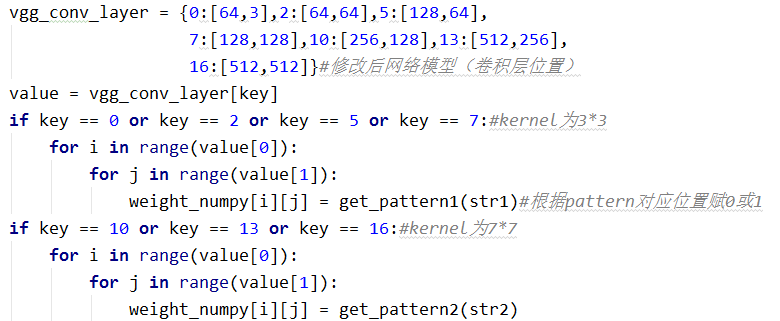 vgg_conv_layer = {0:[64,3],2:[64,64],5:[128,64],
7:[128,128],10:[256,128],13:[512,256],
16:[512,512]}#修改后网络模型（卷积层位置）
value = vgg_conv_layer[key]
if key == 0 or key == 2 or key == 5 or key == 7:#kernel为3*3
for i in range(value[0]):
for j in range(value[1]):
weight_numpy[i][j] = get_pattern1(str1)#根据pattern对应位置赋0或1
if key == 10 or key == 13 or key == 16:#kernel为7*7
for i in range(value[0]):
for j in range(value[1]):
weight_numpy[i][j] = get_pattern2(str2)